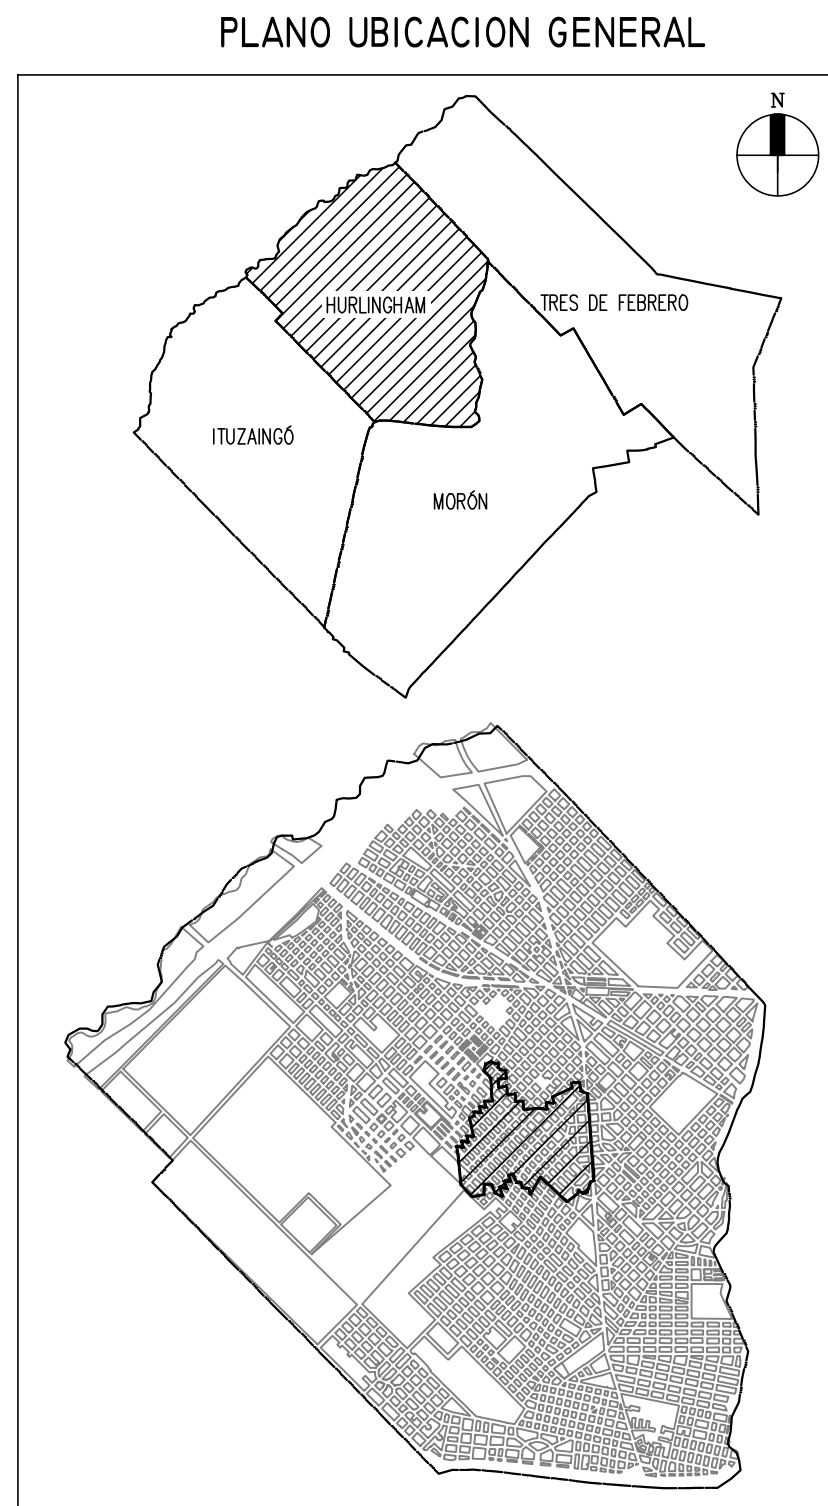 PLANO UBICACION GENERAL
N
HURLINGHAM
TRES DE FEBRERO
ITUZAINGÓ
MORÓN